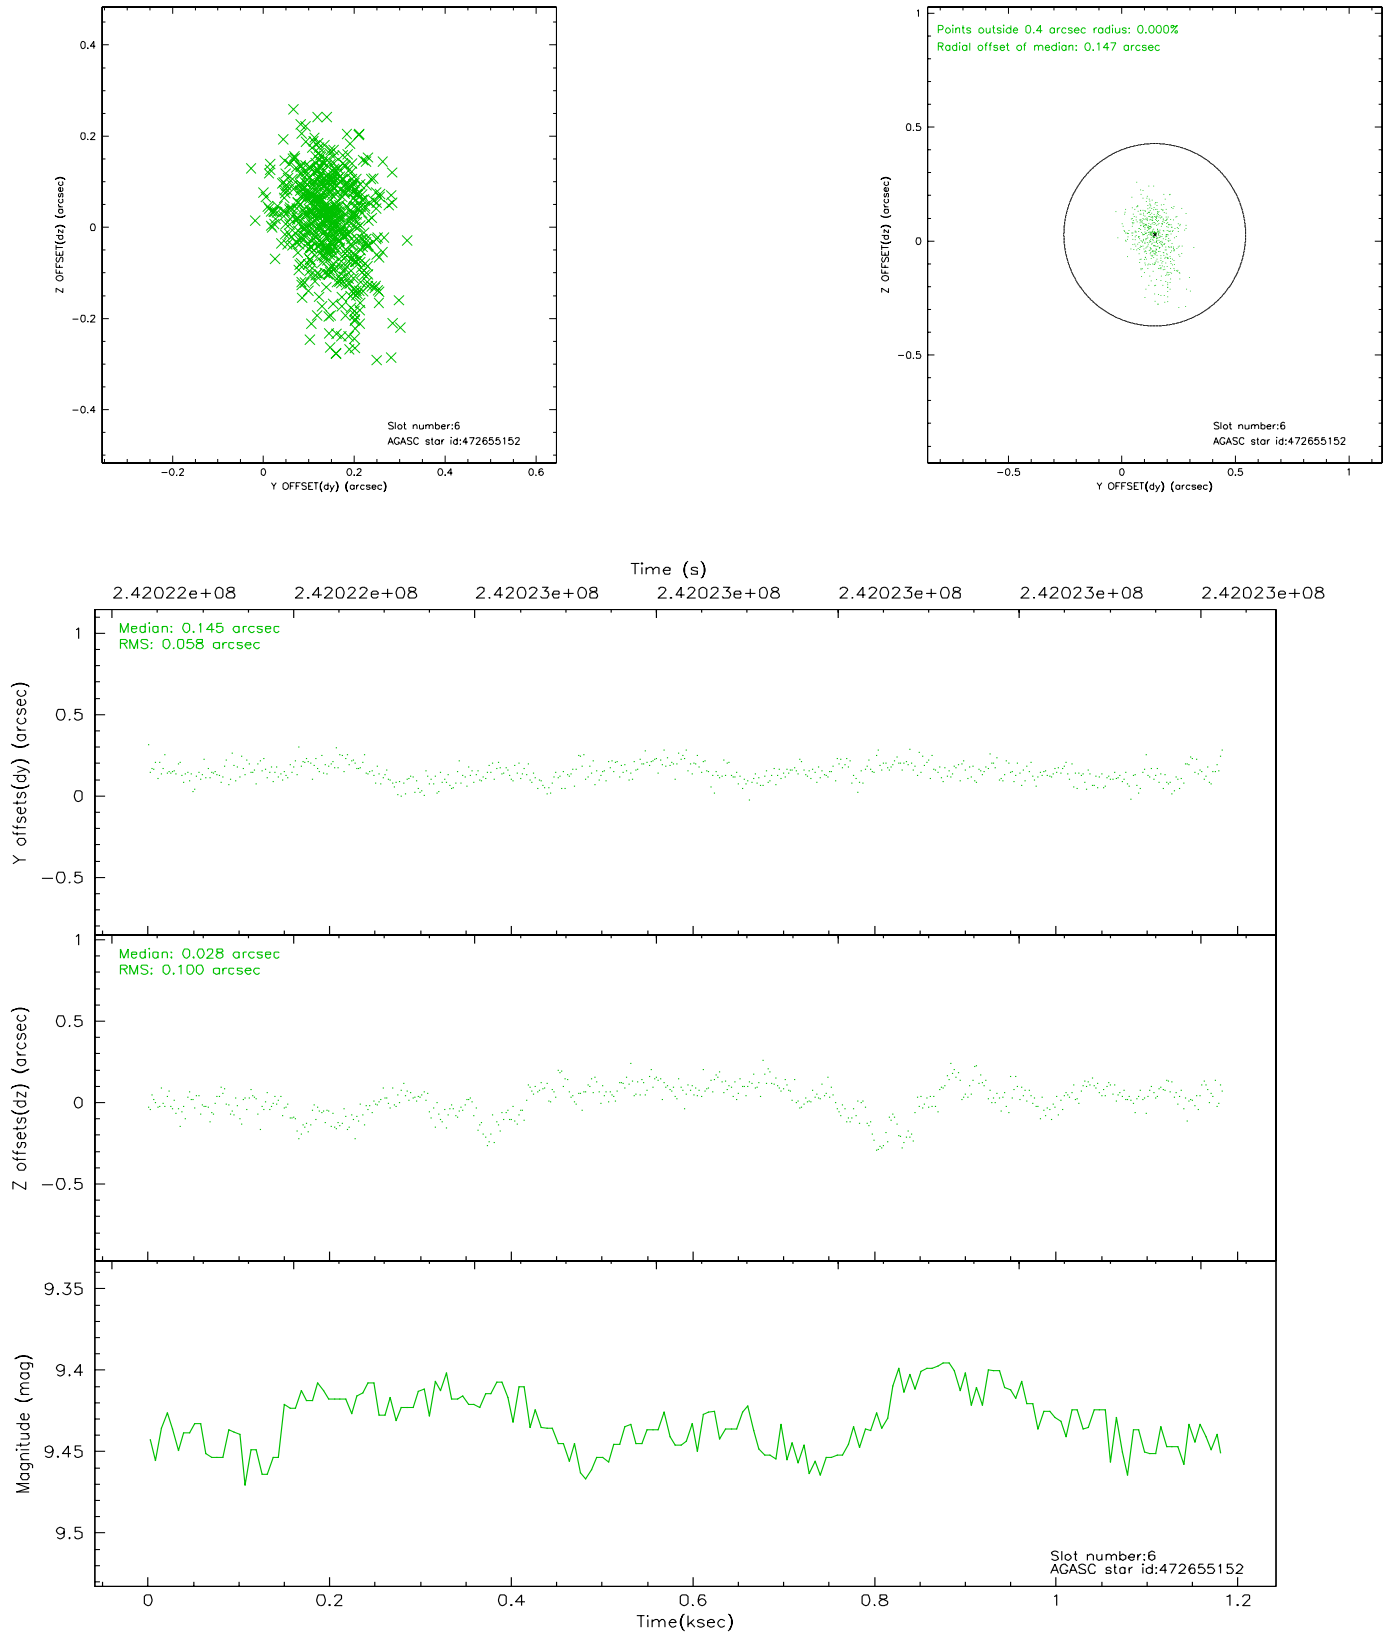 0.4
0.2
0
−0.2
−0.4
Z OFFSET(dz) (arcsec)
Slot number:6
AGASC star id:472655152
−0.2 0 0.2 0.4 0.6
Y OFFSET(dy) (arcsec)
Points outside 0.4 arcsec radius: 0.000%
Radial offset of median: 0.147 arcsec
1
0.5
0
−0.5
Z OFFSET(dz) (arcsec)
Slot number:6
AGASC star id:472655152
−0.5 0 0.5 1
Y OFFSET(dy) (arcsec)
Time (s)
2.42022e+08 2.42022e+08 2.42023e+08 2.42023e+08 2.42023e+08 2.42023e+08 2.42023e+08
Median: 0.145 arcsec
RMS: 0.058 arcsec
1
0.5
0
−0.5
Y offsets(dy) (arcsec)
Median: 0.028 arcsec
RMS: 0.100 arcsec
1
0.5
0
−0.5
Z offsets(dz) (arcsec)
9.35
9.4
9.45
9.5
Magnitude (mag)
Slot number:6
AGASC star id:472655152
0 0.2 0.4 0.6 0.8 1 1.2
Time(ksec)